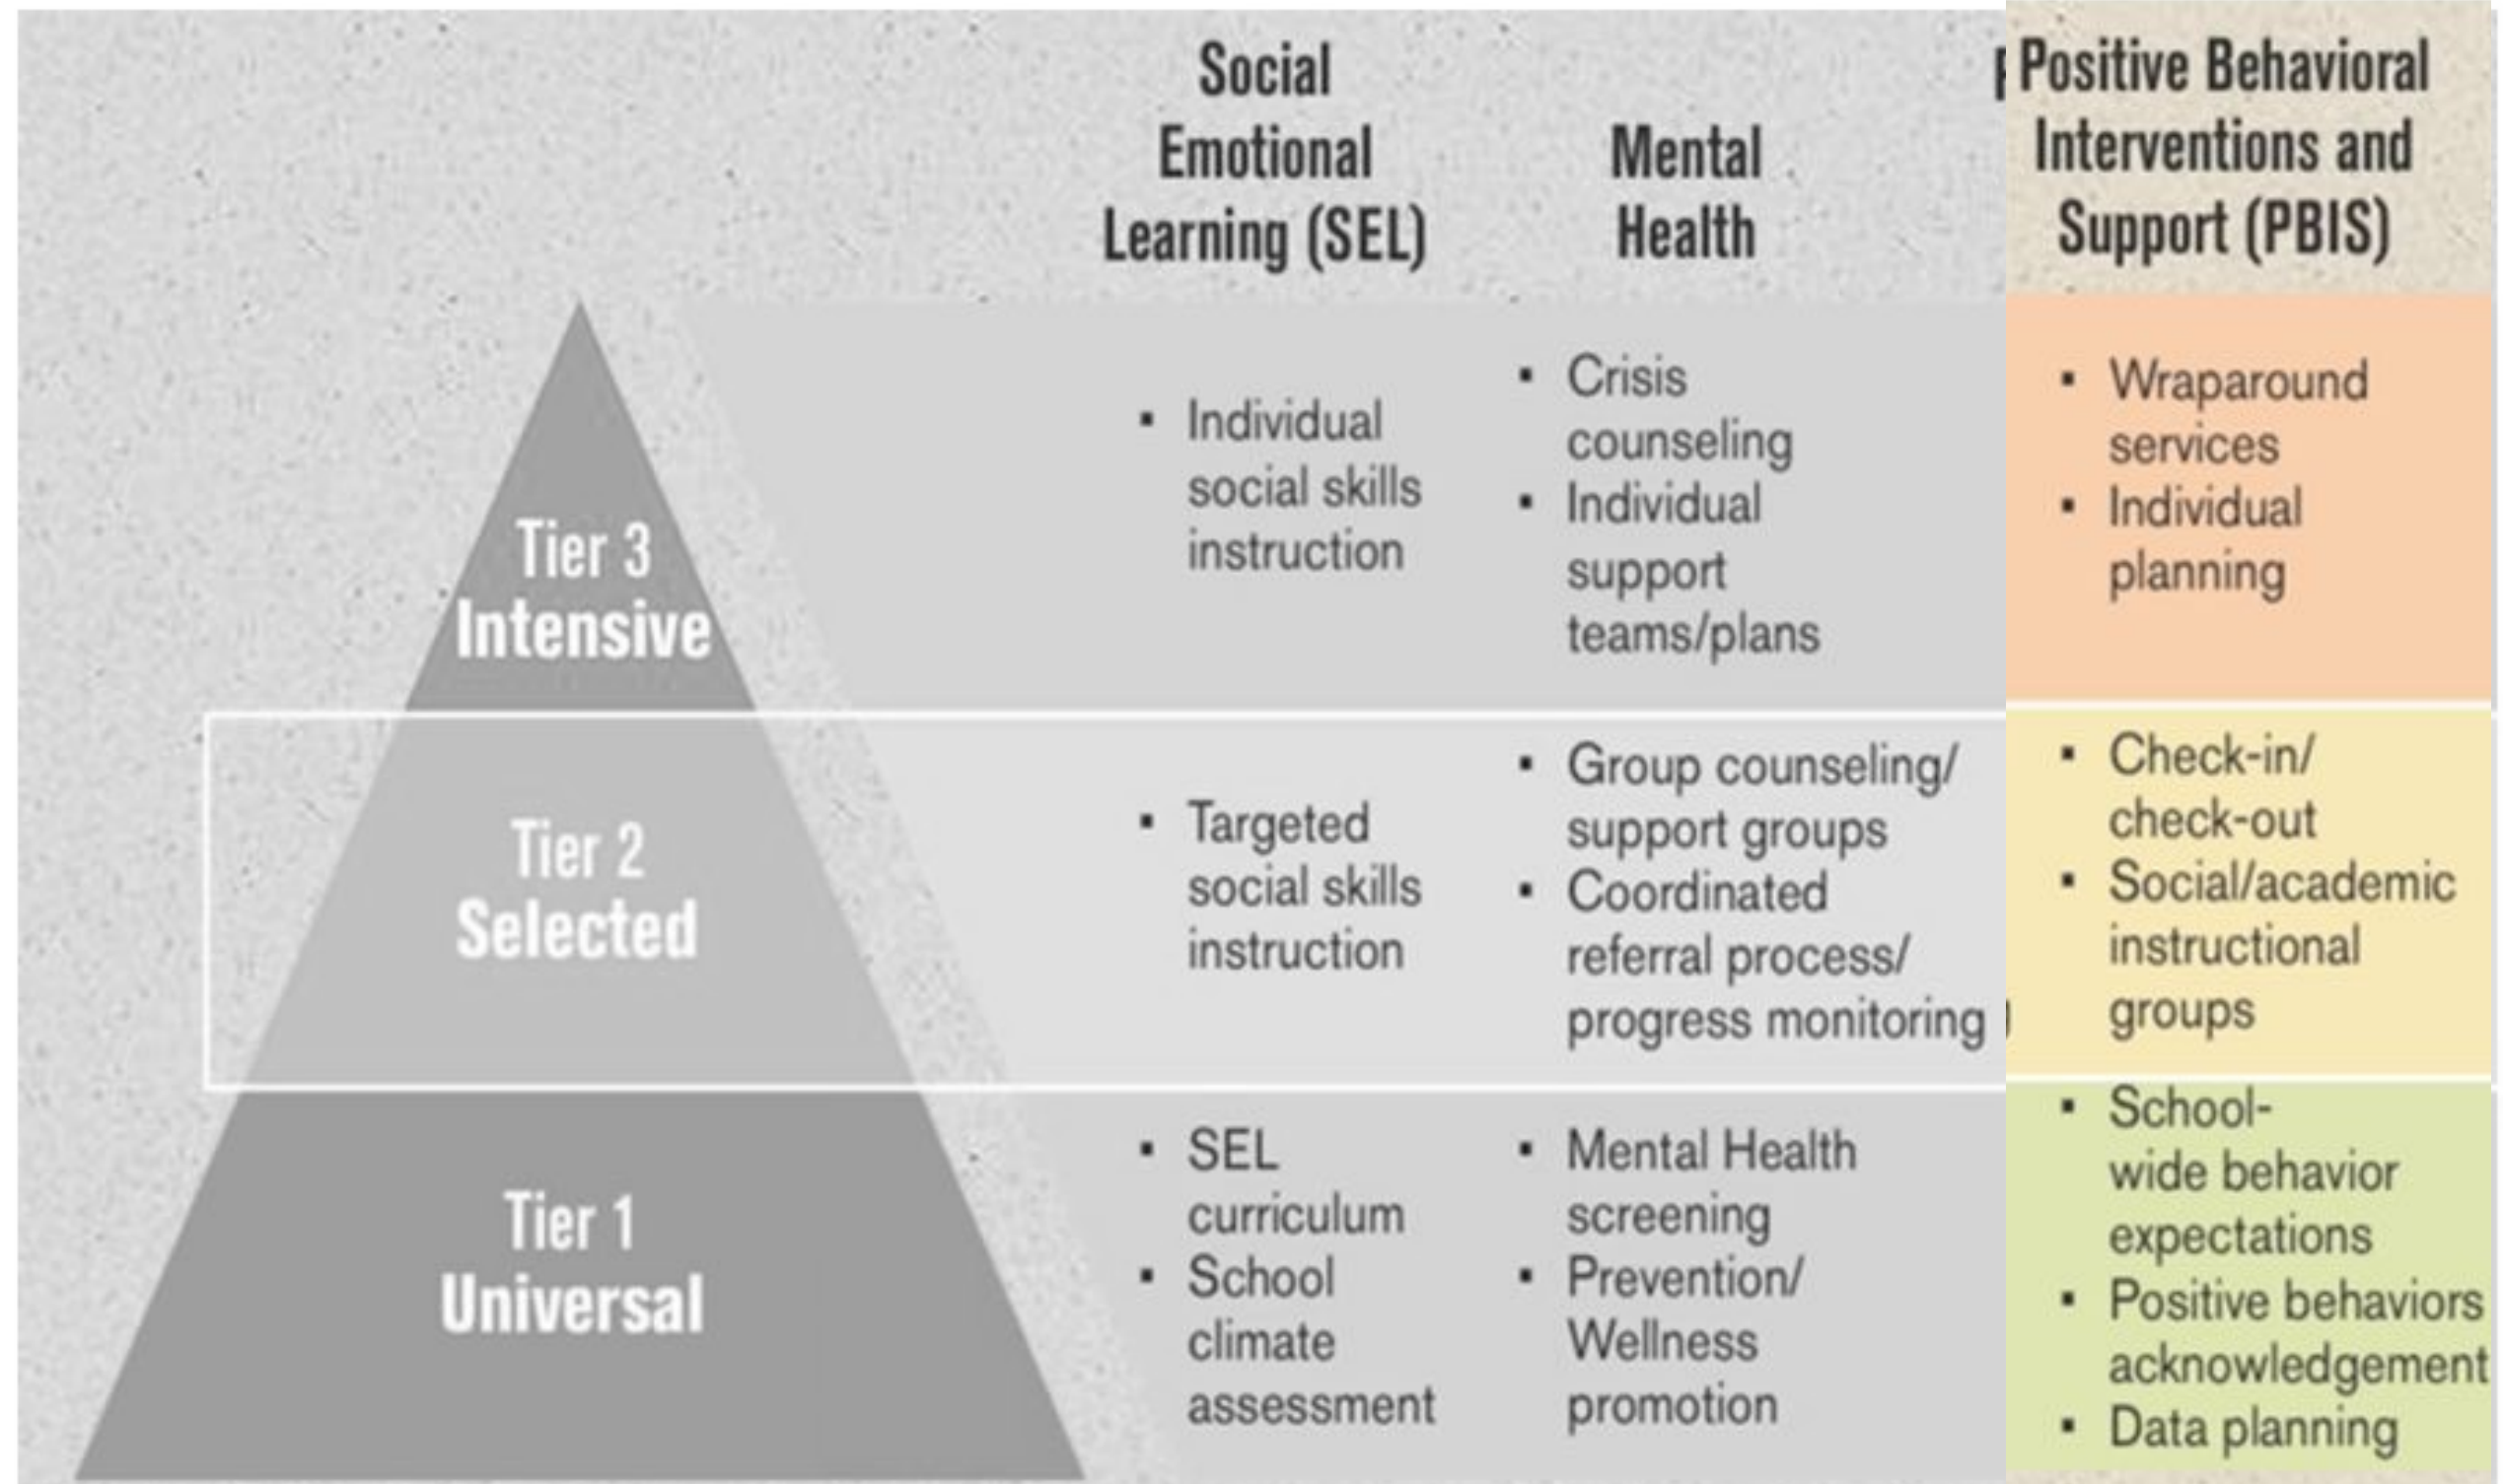 Social
Emotional
Learning (SEL)
Mental
Health
Positive Behavioral
Interventions and
Support (PBIS)
Tier 3
Intensive
▪ Individual
social skills
instruction
▪ Crisis
counseling
▪ Individual
support
teams/plans
▪ Wraparound
services
▪ Individual
planning
Tier 2
Selected
▪ Targeted
social skills
instruction
▪ Group counseling/
support groups
▪ Coordinated
referral process/
progress monitoring
▪ Check-in/
check-out
▪ Social/academic
instructional
groups
Tier 1
Universal
▪ SEL
curriculum
▪ School
climate
assessment
▪ Mental Health
screening
▪ Prevention/
Wellness
promotion
▪ School-
wide behavior
expectations
▪ Positive behaviors
acknowledgement
▪ Data planning